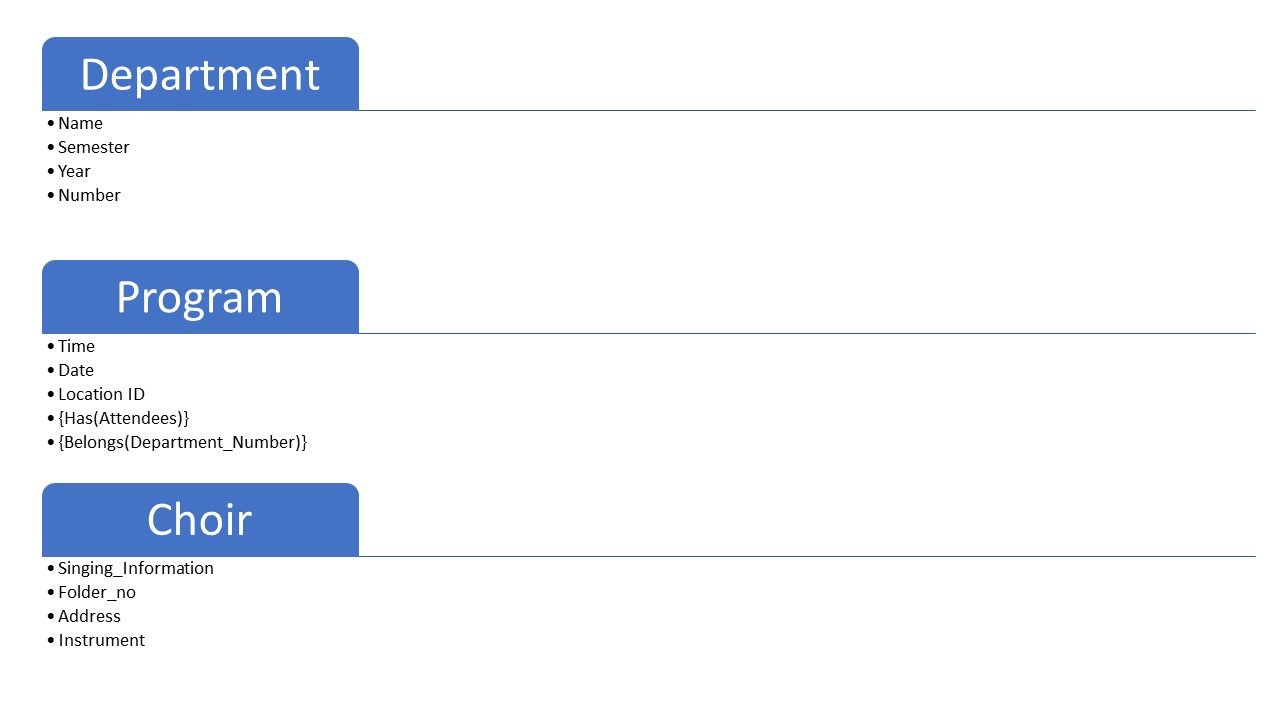 Department
• Name
• Semester
• Year
• Number
Program
• Time
• Date
• Location ID
• {Has(Attendees)}
• {Belongs(Department_Number)}
Choir
• Singing_Information
• Folder_no
• Address
• Instrument